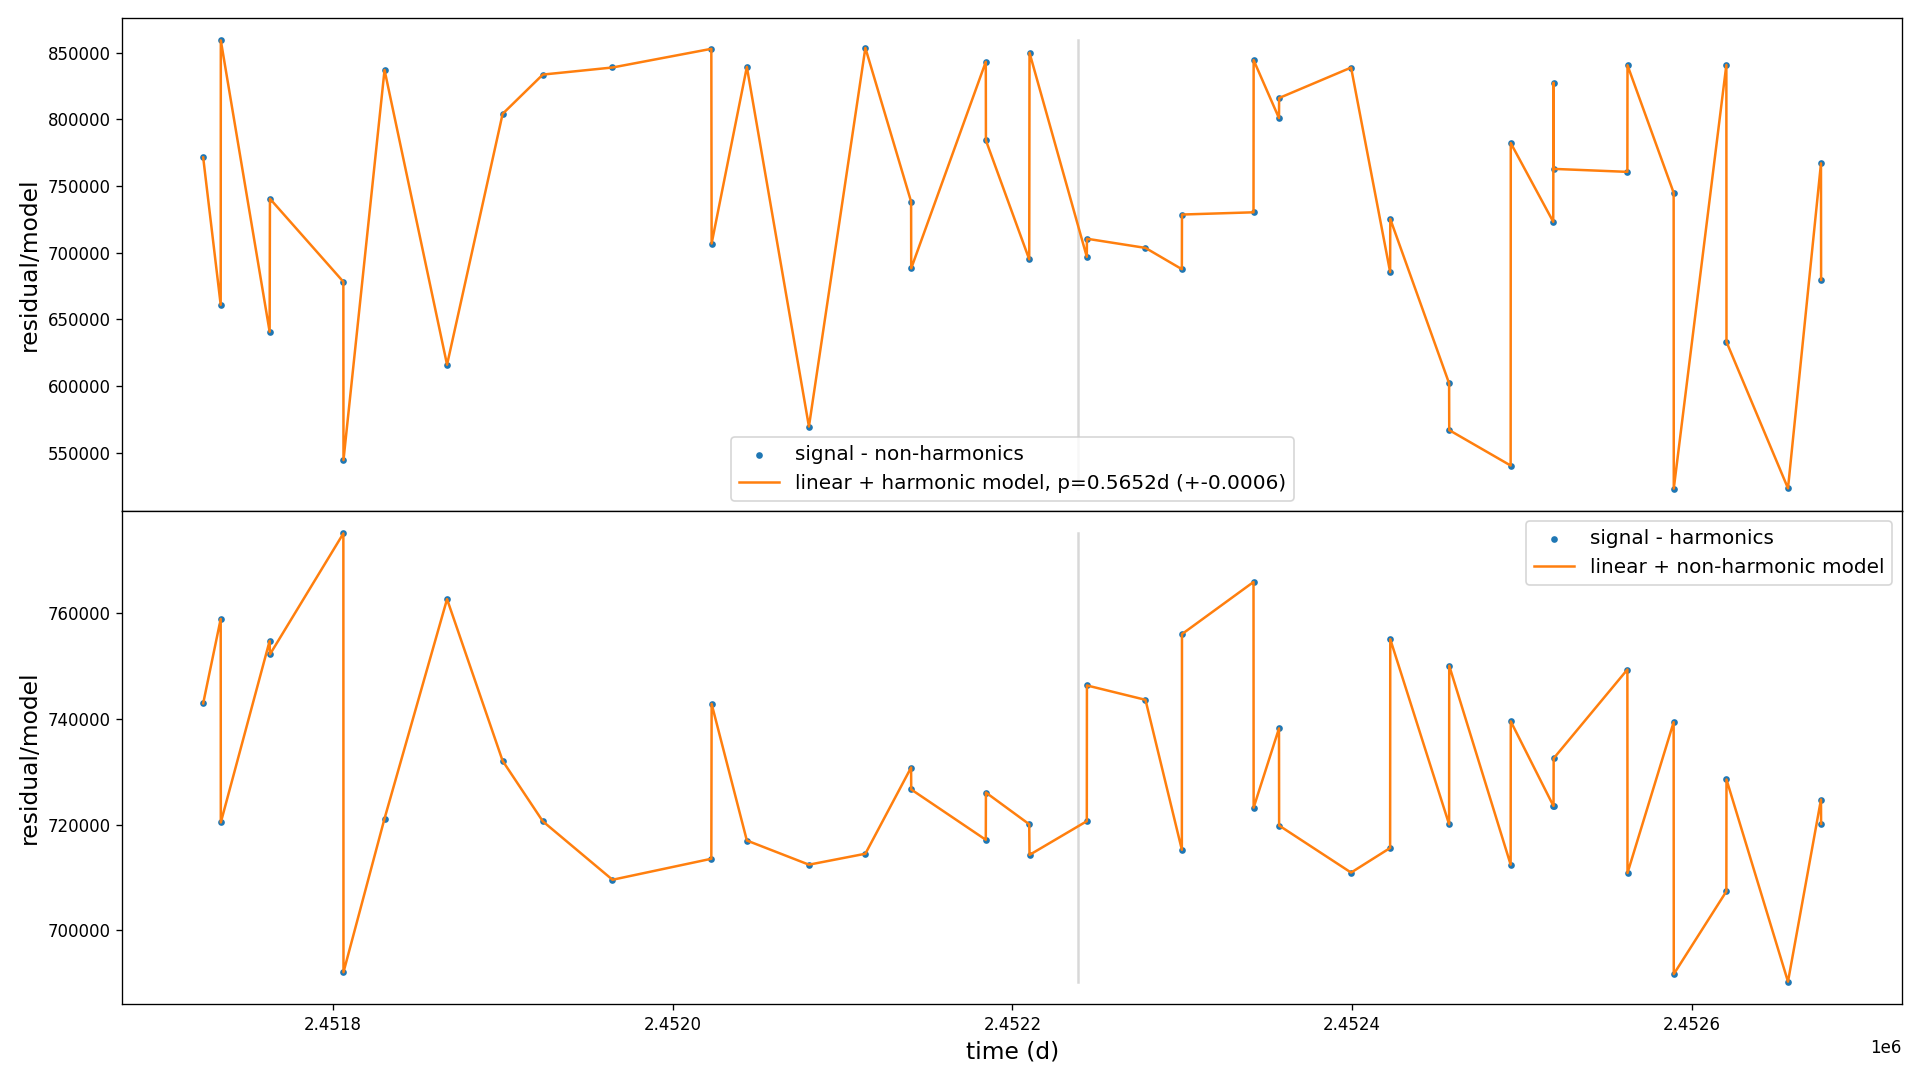 850000
800000
750000
700000
650000
600000
550000
residual/model
signal - non-harmonics
linear + harmonic model, p=0.5652d (+-0.0006)
signal - harmonics
linear + non-harmonic model
760000
740000
720000
700000
residual/model
2.4518
2.4520
2.4522
2.4524
2.4526
1e6
time (d)